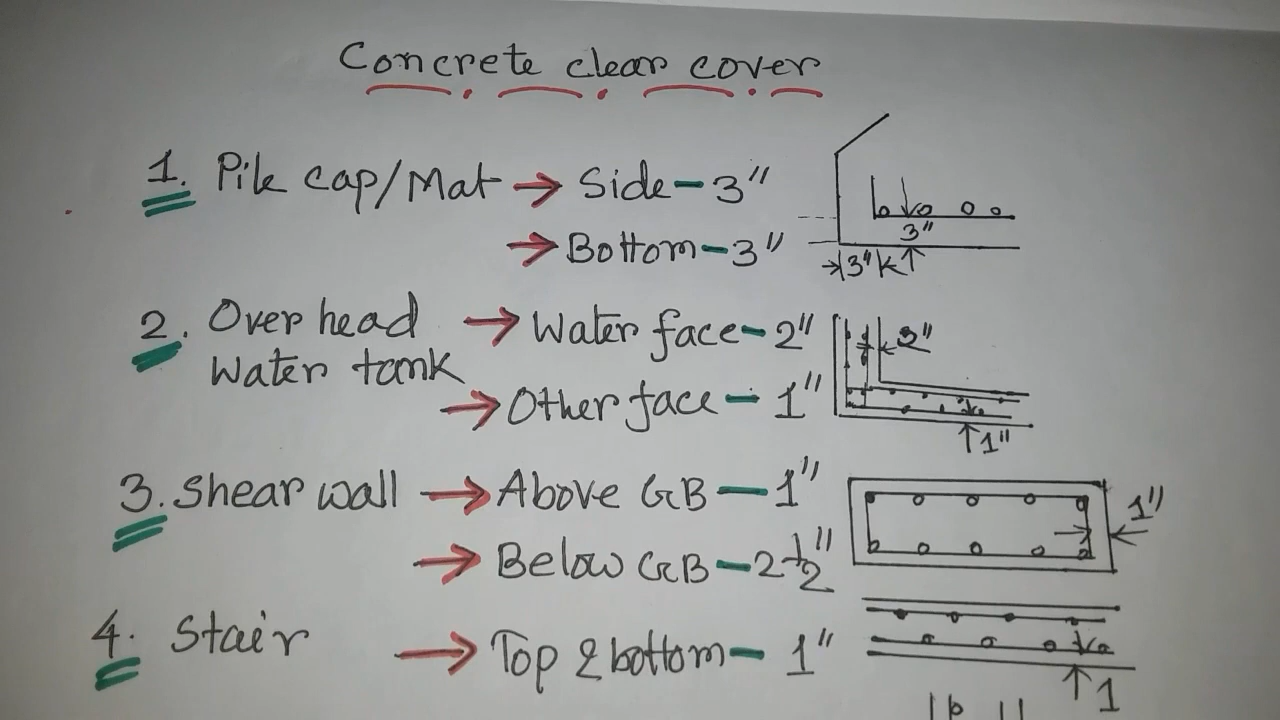 Concrete clear cover
1. Pile cap/Mat → Side - 3"
→ Bottom - 3"
3"
3"
2. Over head Water tank → Water face - 2"
2"
→ Other face - 1"
1"
3. Shear wall → Above GB - 1"
1"
→ Below GB - 2 1/2"
4. Stair → Top & bottom - 1"
1